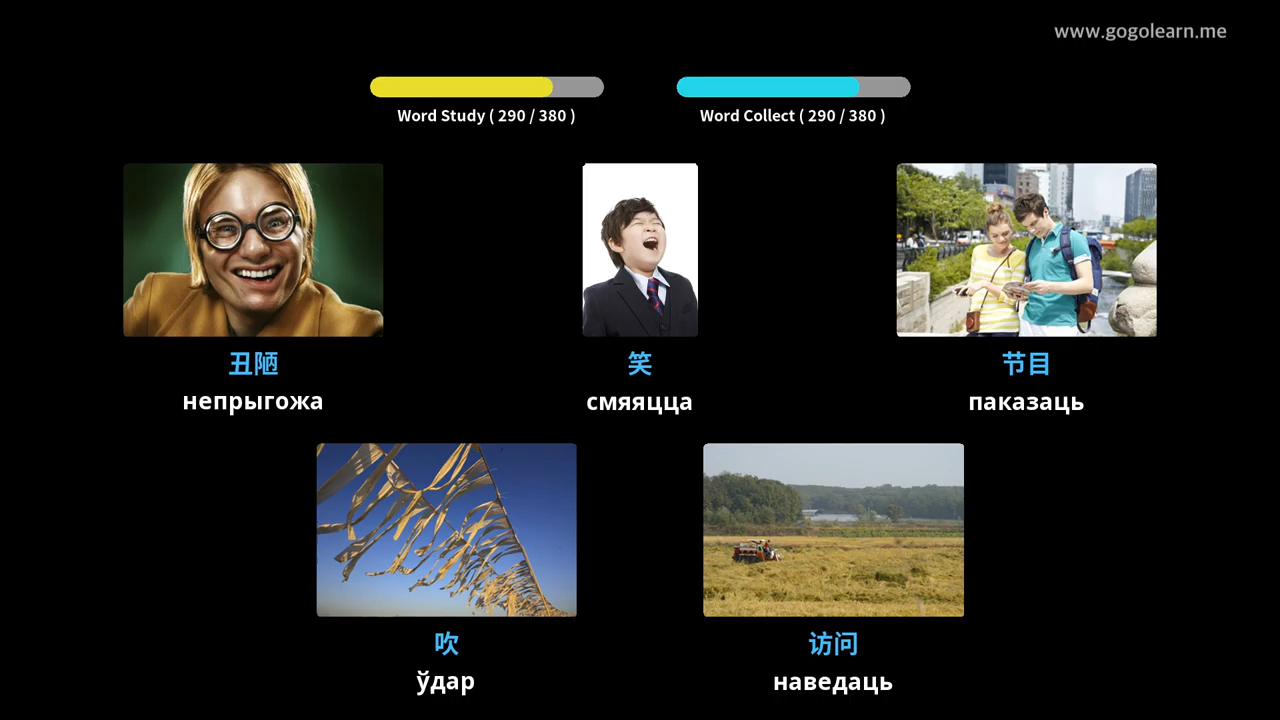 www.gogolearn.me
Word Study ( 290 / 380 )
Word Collect ( 290 / 380 )
丑陋
непрыгожа
笑
смяяцца
节目
паказаць
吹
ўдар
访问
наведаць